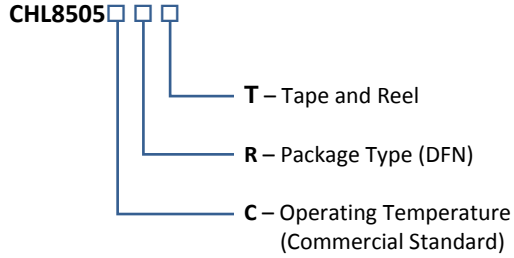 CHL8505
T – Tape and Reel
R – Package Type (DFN)
C – Operating Temperature
(Commercial Standard)